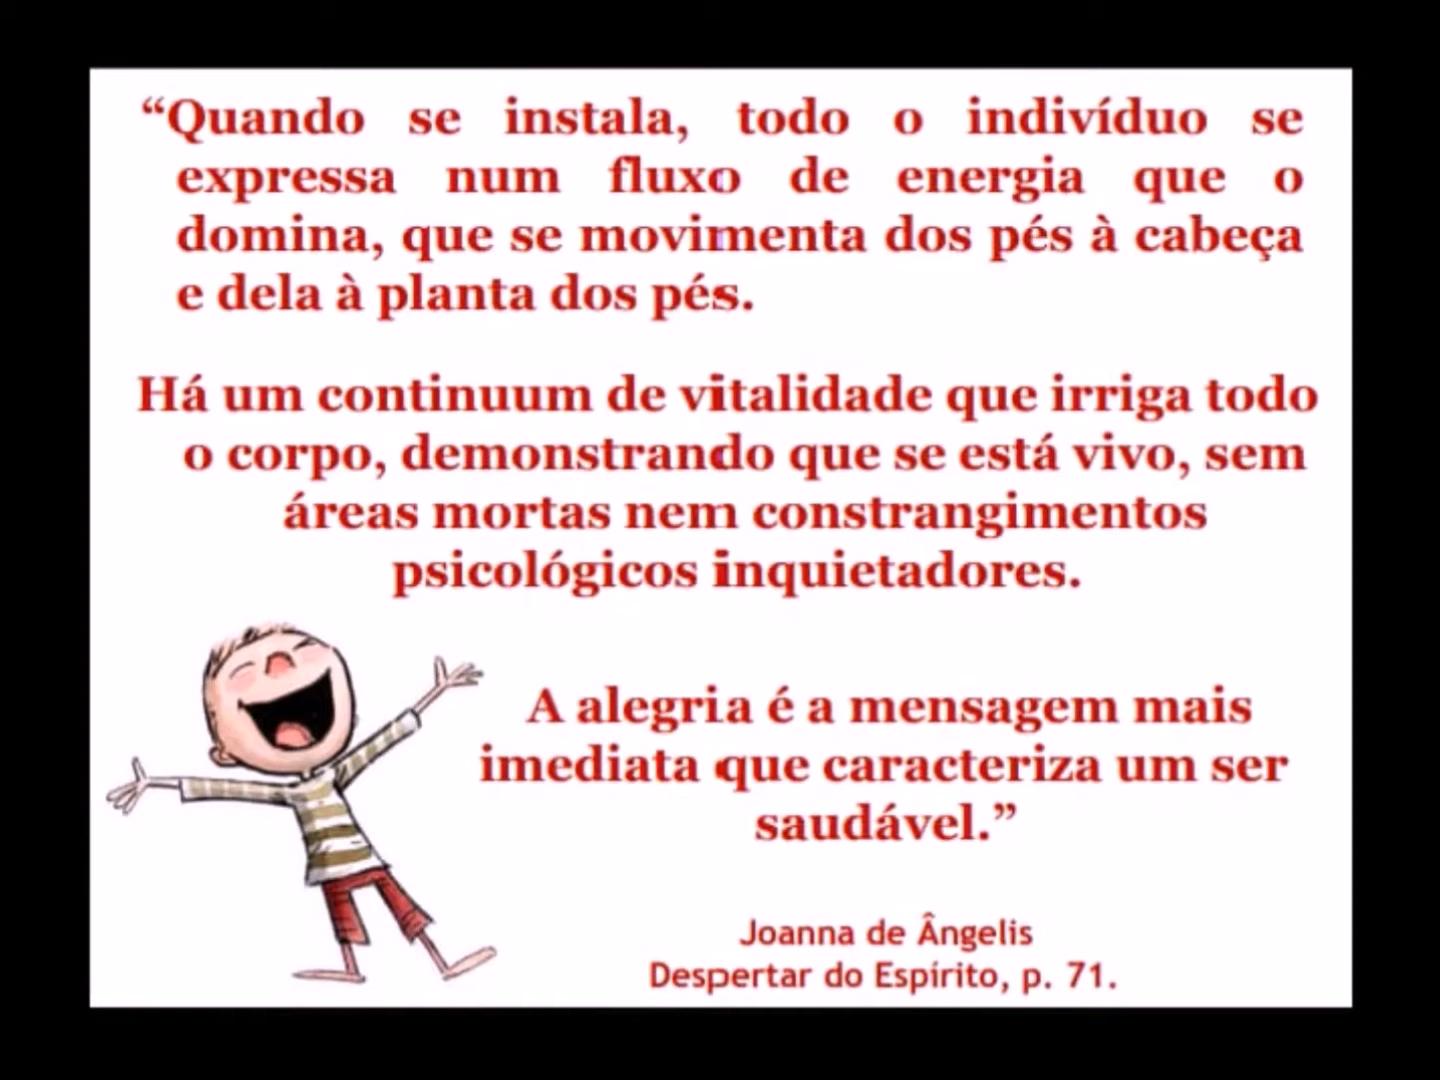 “Quando se instala, todo o indivíduo se
expressa num fluxo de energia que o
domina, que se movimenta dos pés à cabeça
e dela à planta dos pés.
Há um continuum de vitalidade que irriga todo
o corpo, demonstrando que se está vivo, sem
áreas mortas nem constrangimentos
psicológicos inquietadores.
A alegria é a mensagem mais
imediata que caracteriza um ser
saudável.”
Joanna de Ângelis
Despertar do Espírito, p. 71.